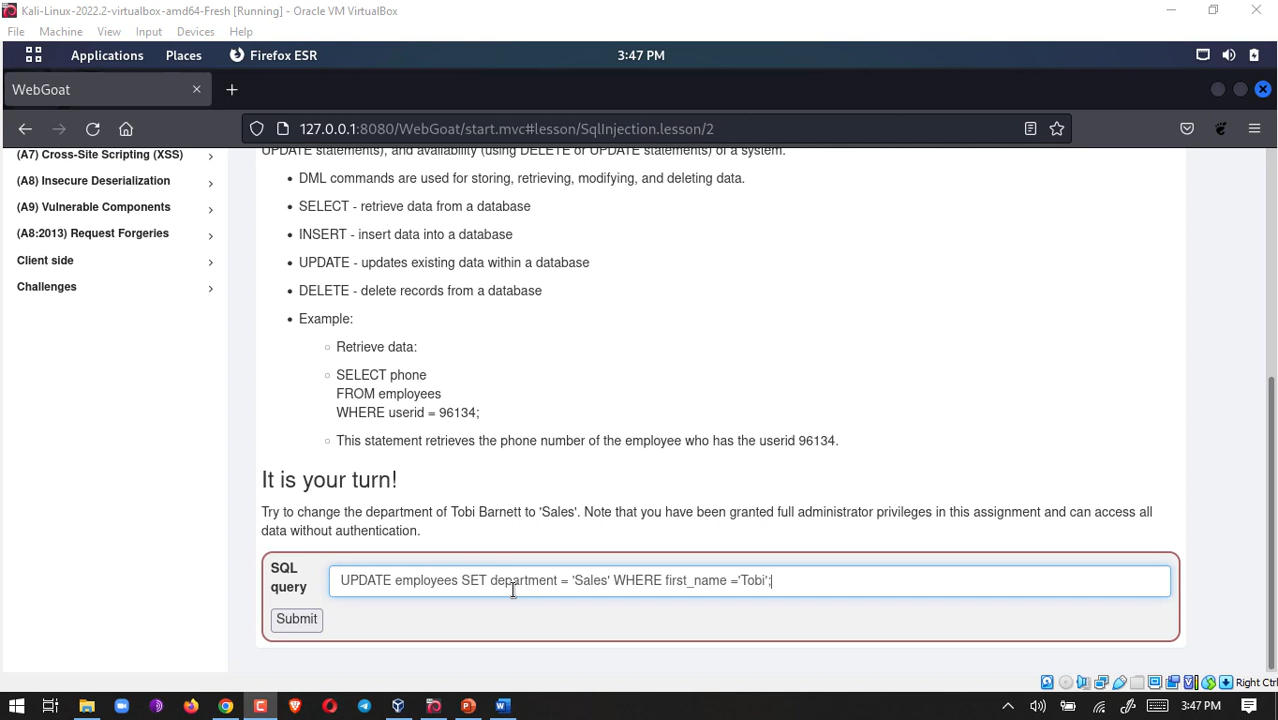 Kali-Linux-2022.2-virtualbox-amd64-Fresh [Running] - Oracle VM VirtualBox
File Machine View Input Devices Help
Applications Places Firefox ESR 3:47 PM
WebGoat
127.0.0.1:8080/WebGoat/start.mvc#lesson/SqlInjection.lesson/2
(A7) Cross-Site Scripting (XSS)
(A8) Insecure Deserialization
(A9) Vulnerable Components
(A8:2013) Request Forgeries
Client side
Challenges
UPDATE statements), and availability (using DELETE or UPDATE statements) of a system.
• DML commands are used for storing, retrieving, modifying, and deleting data.
• SELECT - retrieve data from a database
• INSERT - insert data into a database
• UPDATE - updates existing data within a database
• DELETE - delete records from a database
• Example:
○ Retrieve data:
○ SELECT phone
FROM employees
WHERE userid = 96134;
○ This statement retrieves the phone number of the employee who has the userid 96134.
It is your turn!
Try to change the department of Tobi Barnett to 'Sales'. Note that you have been granted full administrator privileges in this assignment and can access all
data without authentication.
SQL
query
UPDATE employees SET department = 'Sales' WHERE first_name ='Tobi';
Submit
Right Ctrl
3:47 PM